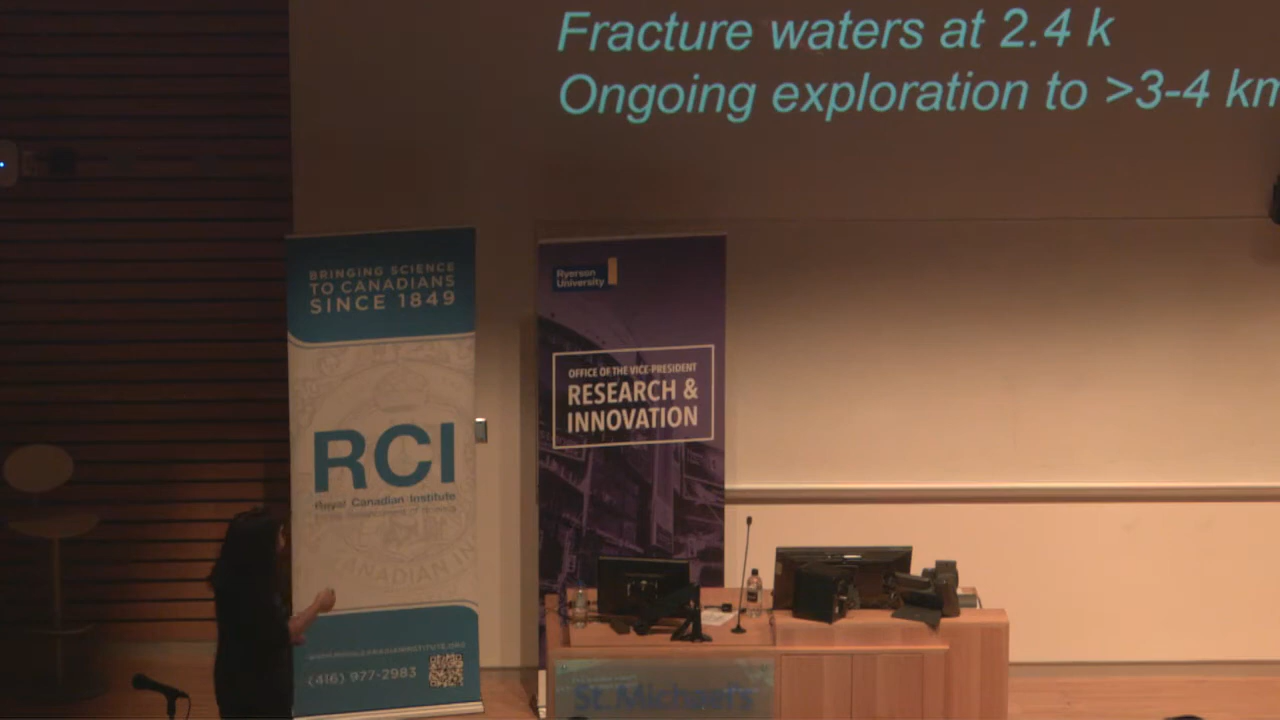 Fracture waters at 2.4 k
Ongoing exploration to >3-4 km
BRINGING SCIENCE
TO CANADIANS
SINCE 1849
RCI
Royal Canadian Institute
(416) 977-2983
Ryerson
University
OFFICE OF THE VICE-PRESIDENT
RESEARCH &
INNOVATION
St. Michael's